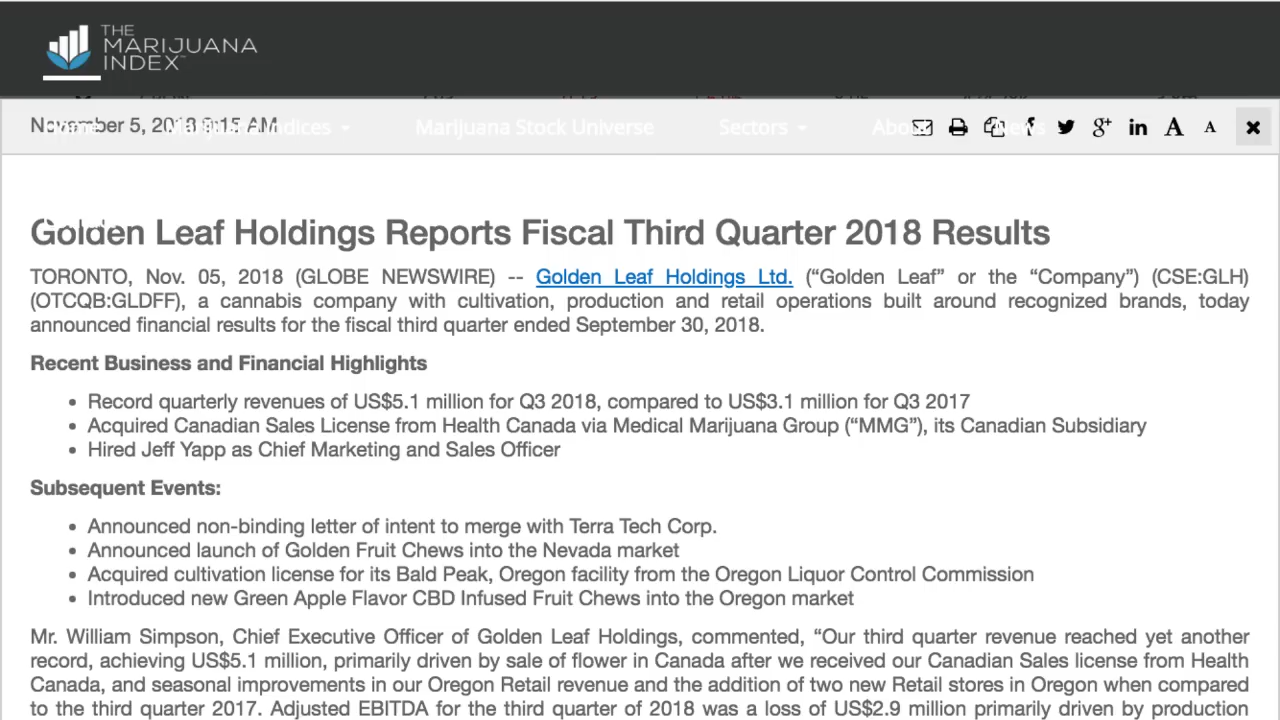 THE
MARIJUANA
INDEX™
November 5, 2018 9:15 AM
Marijuana Stock Universe
Sectors
Golden Leaf Holdings Reports Fiscal Third Quarter 2018 Results
TORONTO, Nov. 05, 2018 (GLOBE NEWSWIRE) -- Golden Leaf Holdings Ltd. (“Golden Leaf” or the “Company”) (CSE:GLH)
(OTCQB:GLDFF), a cannabis company with cultivation, production and retail operations built around recognized brands, today
announced financial results for the fiscal third quarter ended September 30, 2018.
Recent Business and Financial Highlights
• Record quarterly revenues of US$5.1 million for Q3 2018, compared to US$3.1 million for Q3 2017
• Acquired Canadian Sales License from Health Canada via Medical Marijuana Group (“MMG”), its Canadian Subsidiary
• Hired Jeff Yapp as Chief Marketing and Sales Officer
Subsequent Events:
• Announced non-binding letter of intent to merge with Terra Tech Corp.
• Announced launch of Golden Fruit Chews into the Nevada market
• Acquired cultivation license for its Bald Peak, Oregon facility from the Oregon Liquor Control Commission
• Introduced new Green Apple Flavor CBD Infused Fruit Chews into the Oregon market
Mr. William Simpson, Chief Executive Officer of Golden Leaf Holdings, commented, “Our third quarter revenue reached yet another
record, achieving US$5.1 million, primarily driven by sale of flower in Canada after we received our Canadian Sales license from Health
Canada, and seasonal improvements in our Oregon Retail revenue and the addition of two new Retail stores in Oregon when compared
to the third quarter 2017. Adjusted EBITDA for the third quarter of 2018 was a loss of US$2.9 million primarily driven by production